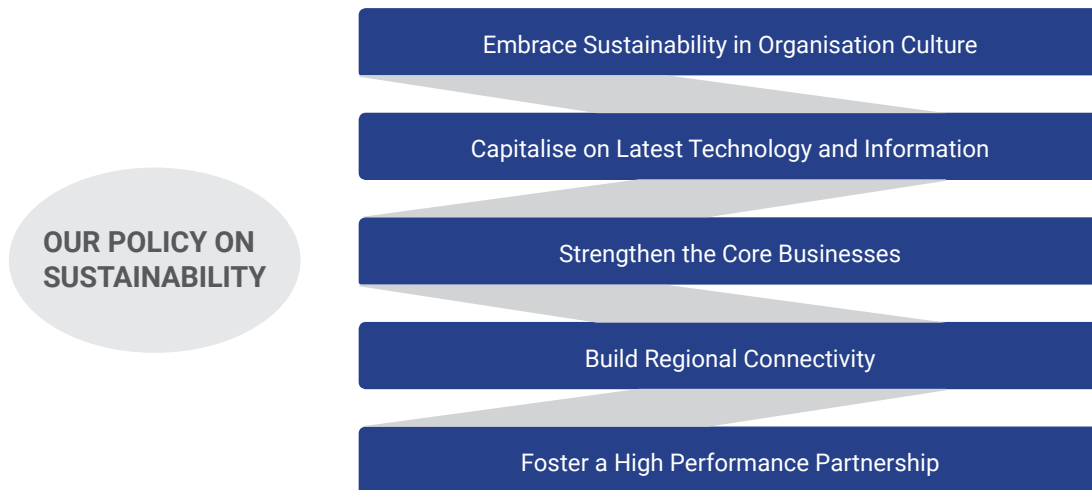 Embrace Sustainability in Organisation Culture
Capitalise on Latest Technology and Information
OUR POLICY ON
SUSTAINABILITY
Strengthen the Core Businesses
Build Regional Connectivity
Foster a High Performance Partnership